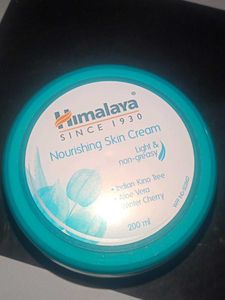 Himalaya
SINCE 1930
Nourishing Skin Cream
Light &
non-greasy
• Indian Kino Tree
• Aloe Vera
• Winter Cherry
200 ml